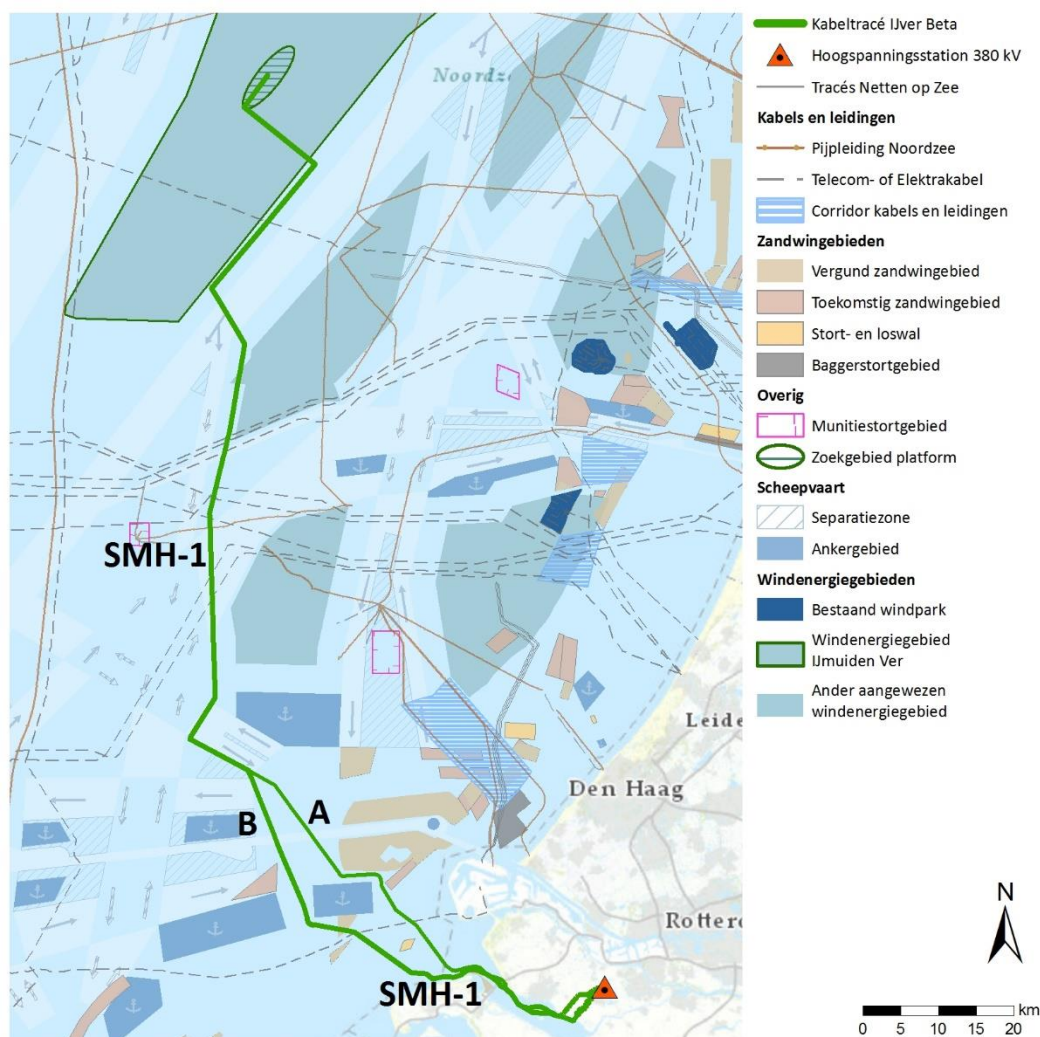 Noordze
SMH-1
A
B
SMH-1
Den Haag
Leide
Rotter
Kabeltracé IJver Beta
Hoogspanningsstation 380 kV
Tracés Netten op Zee
Kabels en leidingen
Pijpleiding Noordzee
Telecom- of Elektrakabel
Corridor kabels en leidingen
Zandwingebieden
Vergund zandwingebied
Toekomstig zandwingebied
Stort- en loswal
Baggerstortgebied
Overig
Munitiestortgebied
Zoekgebied platform
Scheepvaart
Separatiezone
Ankergebied
Windenergiegebieden
Bestaand windpark
Windenergiegebied
IJmuiden Ver
Ander aangewezen
windenergiegebied
N
km
0 5 10 15 20